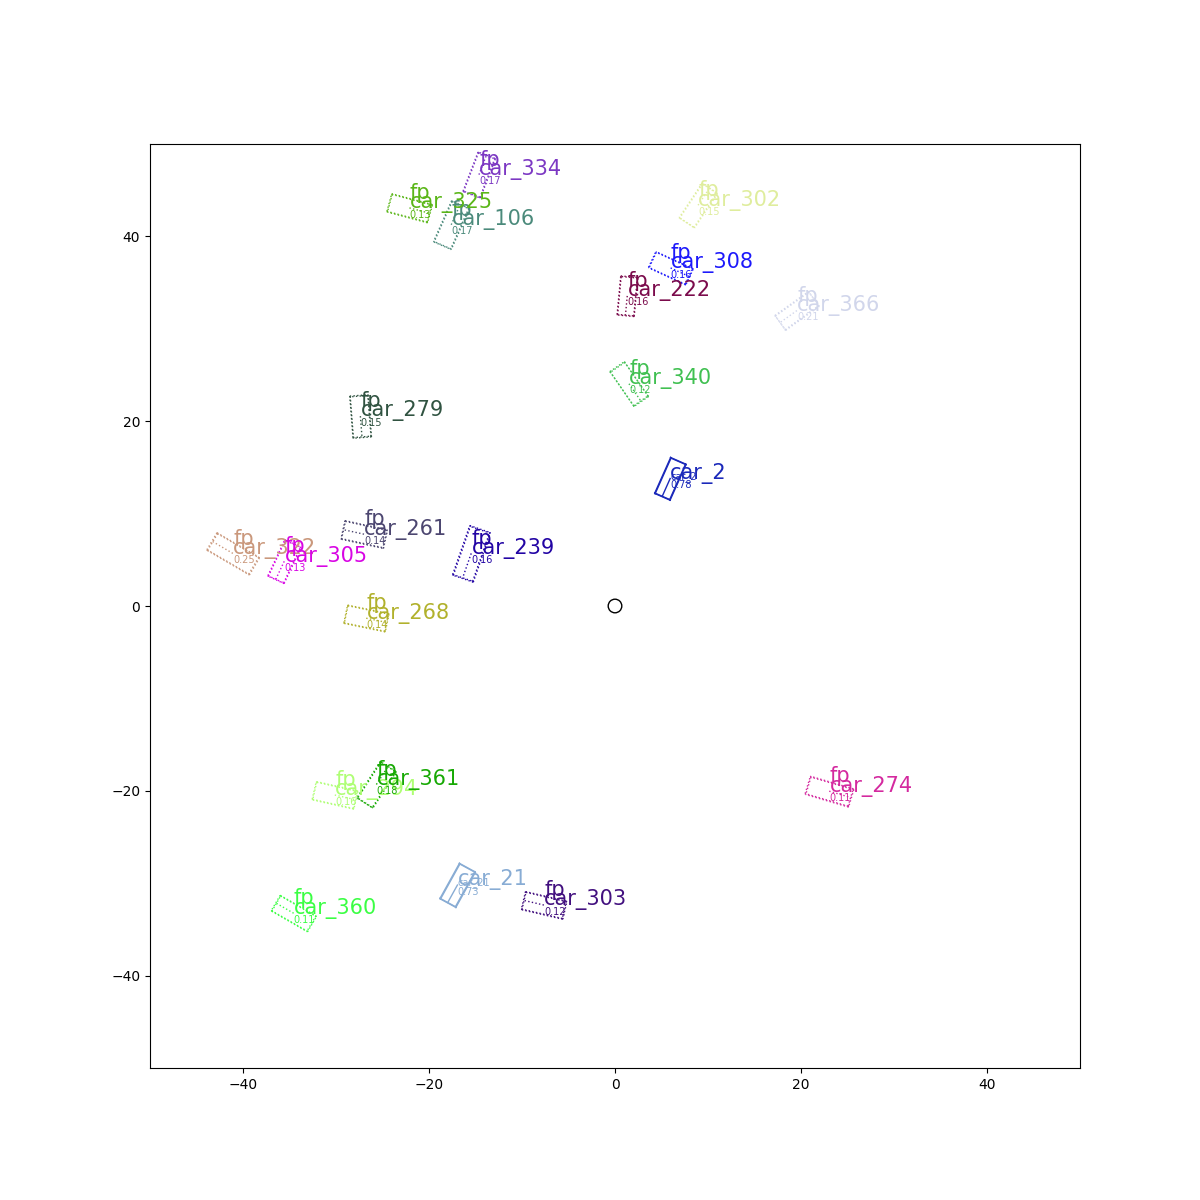 fp
car_334
0.17
fp
car_325
0.13
fp
car_302
0.15
fp
car_106
0.17
40
fp
car_308
0.16
fp
car_222
0.16
fp
car_366
0.21
fp
car_340
0.12
fp
car_279
0.15
20
car_2
0.78
fp
car_261
0.14
fp
0.25
fp
car_239
0.16
fp
car_305
0.13
fp
car_268
0.14
0
fp
car_361
0.18
fp
0.16
fp
car_274
0.11
−20
car_21
0.73
fp
car_303
0.12
fp
car_360
0.11
−40
−40
−20
0
20
40